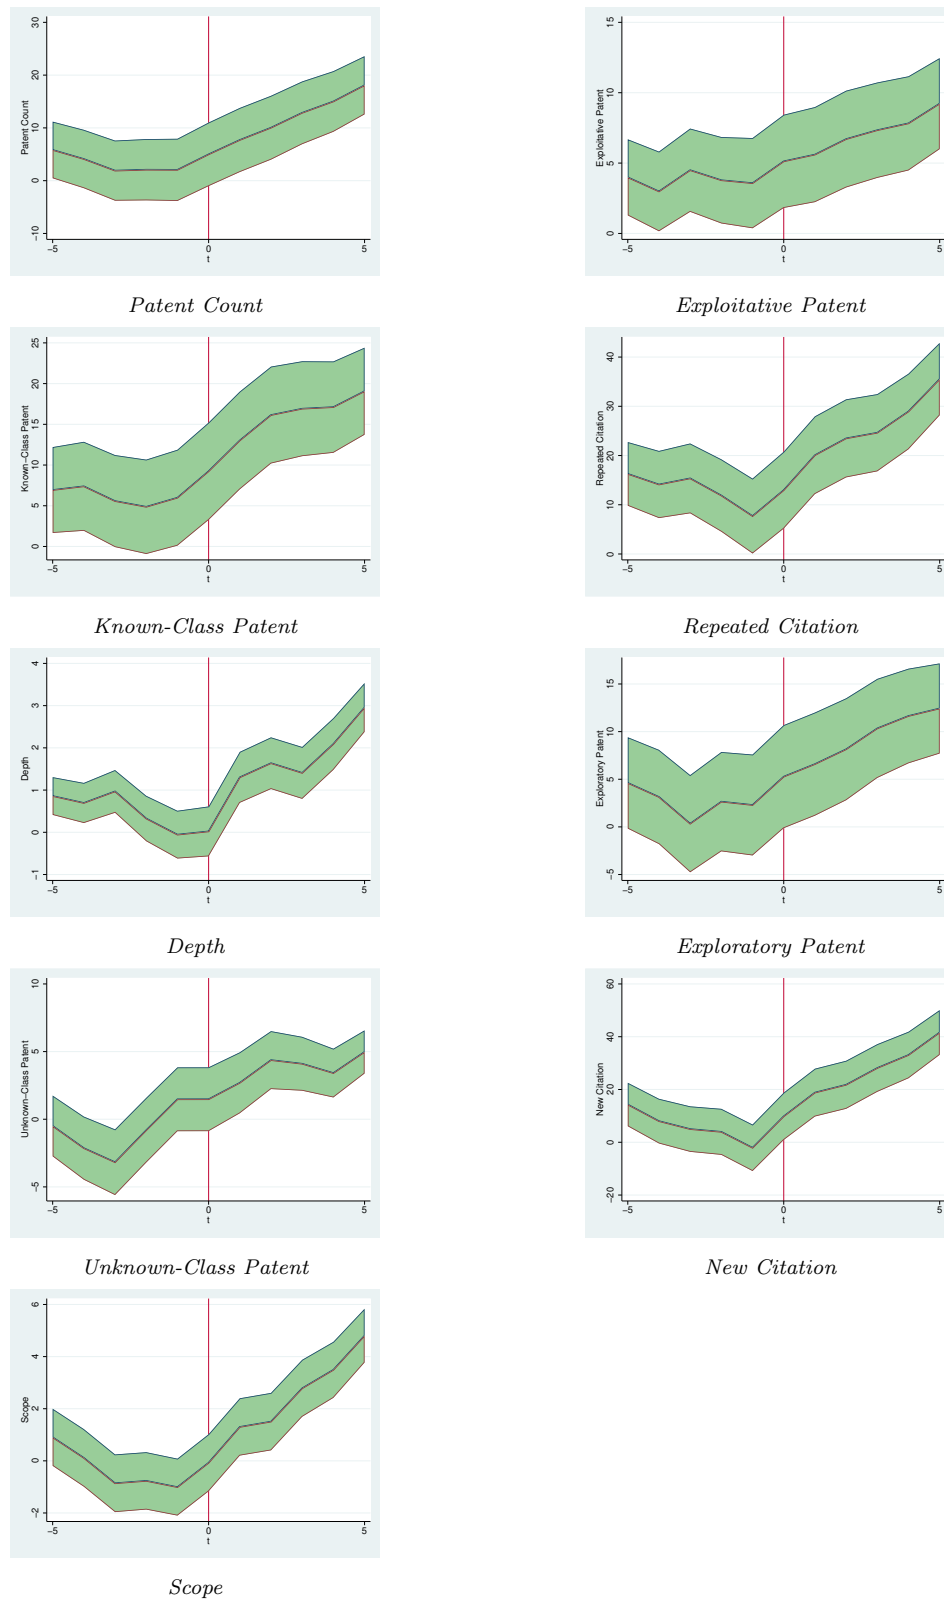 Patent Count
30
20
10
0
−10
−5
0
5
t
Patent Count
Exploitative Patent
15
10
5
0
−5
0
5
t
Exploitative Patent
Known−Class Patent
25
20
15
10
5
0
−5
0
5
t
Known-Class Patent
Repeated Citation
40
30
20
10
0
−5
0
5
t
Repeated Citation
Depth
4
3
2
1
0
−1
−5
0
5
t
Depth
Exploratory Patent
15
10
5
0
−5
−5
0
5
t
Exploratory Patent
Unknown−Class Patent
10
5
0
−5
−5
0
5
t
Unknown-Class Patent
New Citation
60
40
20
0
−20
−5
0
5
t
New Citation
Scope
6
4
2
0
−2
−5
0
5
t
Scope